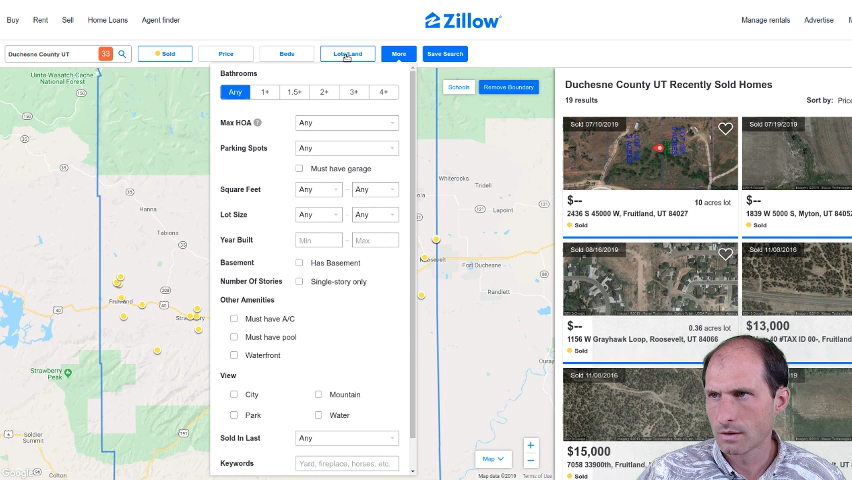 Buy Rent Sell Home Loans Agent finder Zillow Manage rentals Advertise
Duchesne County UT 33 Sold Price Beds Lots/Land More Save Search
Bathrooms
Any 1+ 1.5+ 2+ 3+ 4+
Max HOA ? Any
Parking Spots Any
Must have garage
Square Feet Any – Any
Lot Size Any – Any
Year Built Min – Max
Basement Has Basement
Number Of Stories Single-story only
Other Amenities
Must have A/C
Must have pool
Waterfront
View
City Mountain
Park Water
Sold In Last Any
Keywords Yard, fireplace, horses, etc.
Uinta-Wasatch-Cache
National Forest
Hanna
Tabiona
Fruitland
Strawberry
Peak
Soldier
Summit
Colton
Google
Schools Remove Boundary
Whiterocks
Tridell
Lapoint
Fort Duchesne
Randlett
Map
Map data ©2019 Terms of Use
Duchesne County UT Recently Sold Homes
19 results Sort by:
Sold 07/10/2019
$-- 10 acres lot
2436 S 45000 W, Fruitland, UT 84027
Sold
Sold 07/19/2019
$--
1839 W 5000 S, Myton, UT 8405
Sold
Sold 08/16/2019
$-- 0.36 acres lot
1156 W Grayhawk Loop, Roosevelt, UT 84066
Sold
Sold 11/08/2016
$13,000
40 #TAX ID 00-, Fruitland
Sold
Sold 11/08/2016
$15,000
7058 33900th, Fruitland,
Sold